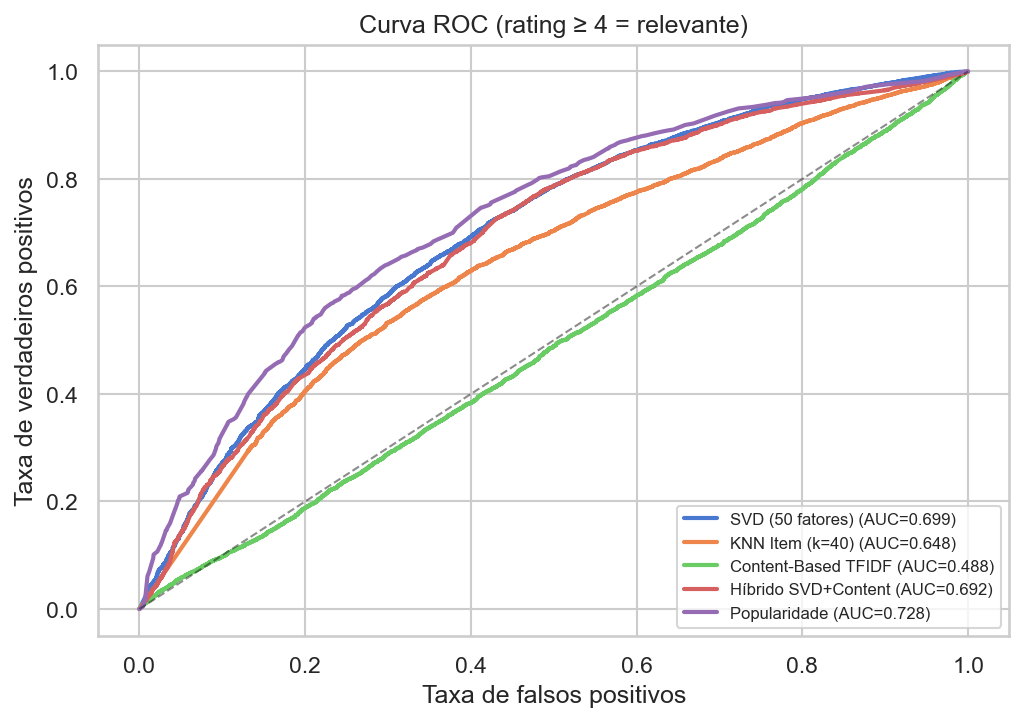 Curva ROC (rating ≥ 4 = relevante)
Taxa de verdadeiros positivos
1.0
0.8
0.6
0.4
0.2
0.0
0.0 0.2 0.4 0.6 0.8 1.0
Taxa de falsos positivos
SVD (50 fatores) (AUC=0.699)
KNN Item (k=40) (AUC=0.648)
Content-Based TFIDF (AUC=0.488)
Híbrido SVD+Content (AUC=0.692)
Popularidade (AUC=0.728)